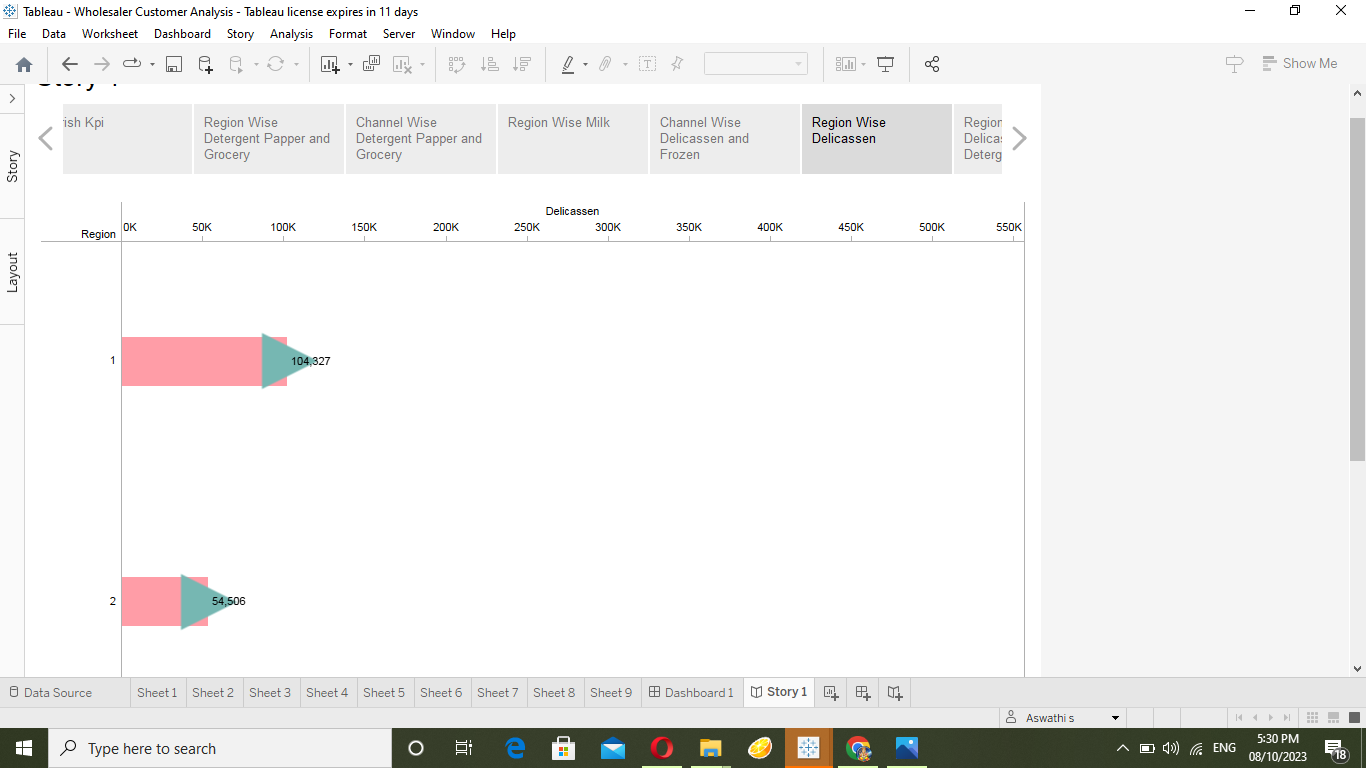 Tableau - Wholesaler Customer Analysis - Tableau license expires in 11 days
File Data Worksheet Dashboard Story Analysis Format Server Window Help
Show Me
Story 1
rish Kpi
Region Wise
Detergent Papper and
Grocery
Channel Wise
Detergent Papper and
Grocery
Region Wise Milk
Channel Wise
Delicassen and
Frozen
Region Wise
Delicassen
Region
Delicas
Deterg
Story
Layout
Delicassen
Region
0K 50K 100K 150K 200K 250K 300K 350K 400K 450K 500K 550K
1
104,327
2
54,506
Data Source Sheet 1 Sheet 2 Sheet 3 Sheet 4 Sheet 5 Sheet 6 Sheet 7 Sheet 8 Sheet 9 Dashboard 1 Story 1
Aswathi s
Type here to search
ENG
5:30 PM
08/10/2023
18